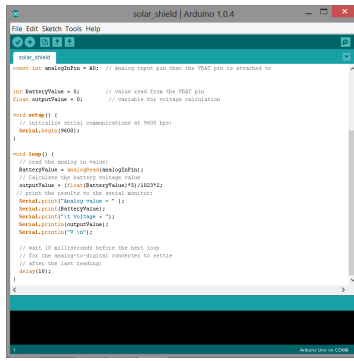 solar_shield | Arduino 1.0.4
File Edit Sketch Tools Help
solar_shield
const int analogInPin = A0;  // Analog input pin that the VBAT pin is attached to
int BatteryValue = 0;        // value read from the VBAT pin
float outputValue = 0;        // variable for voltage calculation
void setup() {
// initialize serial communications at 9600 bps:
Serial.begin(9600);
}
void loop() {
// read the analog in value:
BatteryValue = analogRead(analogInPin);
// Calculate the battery voltage value
outputValue = (float(BatteryValue)*5)/1023*2;
// print the results to the serial monitor:
Serial.print("Analog value = " );
Serial.print(BatteryValue);
Serial.print("\t voltage = ");
Serial.println(outputValue);
Serial.println("V \n");
// wait 10 milliseconds before the next loop
// for the analog-to-digital converter to settle
// after the last reading:
delay(10);
}
1
Arduino Uno on COM8